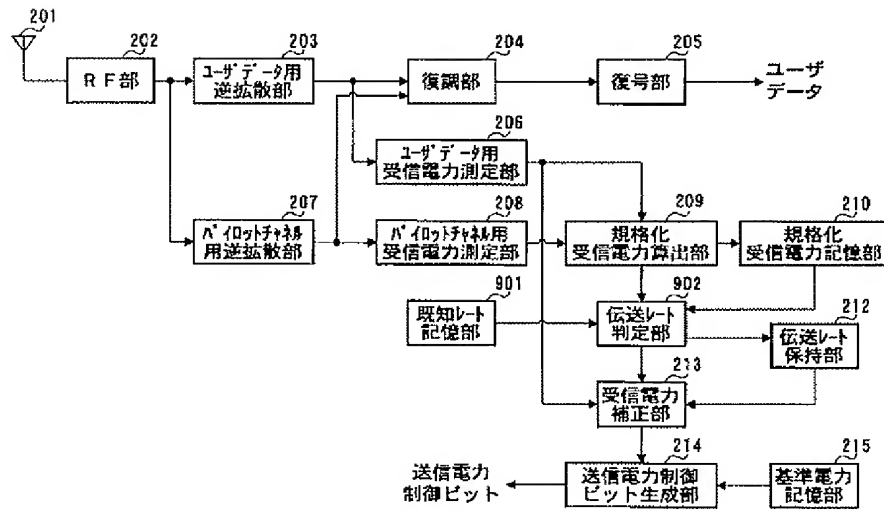 201
202
RF部
203
ユーザデータ用
逆拡散部
204
復調部
205
復号部
ユーザ
データ
206
ユーザデータ用
受信電力測定部
207
パイロットチャネル
用逆拡散部
208
パイロットチャネル用
受信電力測定部
209
規格化
受信電力算出部
210
規格化
受信電力記憶部
901
既知レート
記憶部
902
伝送レート
判定部
212
伝送レート
保持部
213
受信電力
補正部
214
送信電力制御
ビット生成部
215
基準電力
記憶部
送信電力
制御ビット